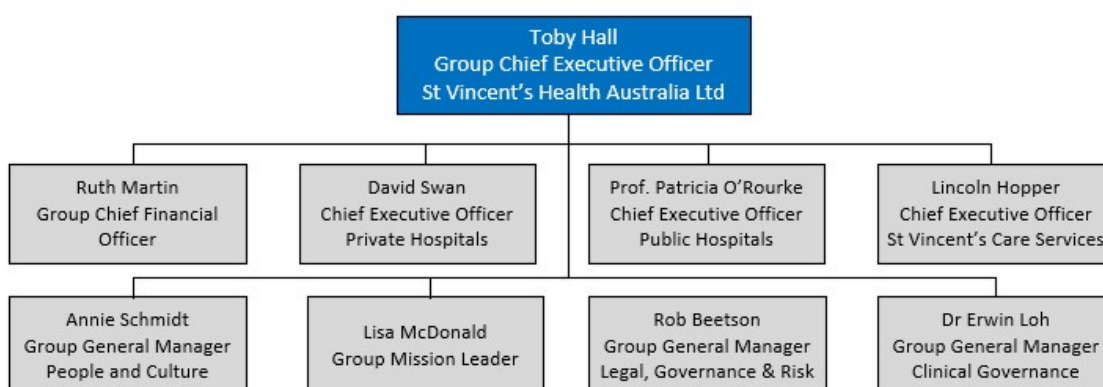 Toby Hall
Group Chief Executive Officer
St Vincent’s Health Australia Ltd
Ruth Martin
Group Chief Financial
Officer
David Swan
Chief Executive Officer
Private Hospitals
Prof. Patricia O’Rourke
Chief Executive Officer
Public Hospitals
Lincoln Hopper
Chief Executive Officer
St Vincent’s Care Services
Annie Schmidt
Group General Manager
People and Culture
Lisa McDonald
Group Mission Leader
Rob Beetson
Group General Manager
Legal, Governance & Risk
Dr Erwin Loh
Group General Manager
Clinical Governance